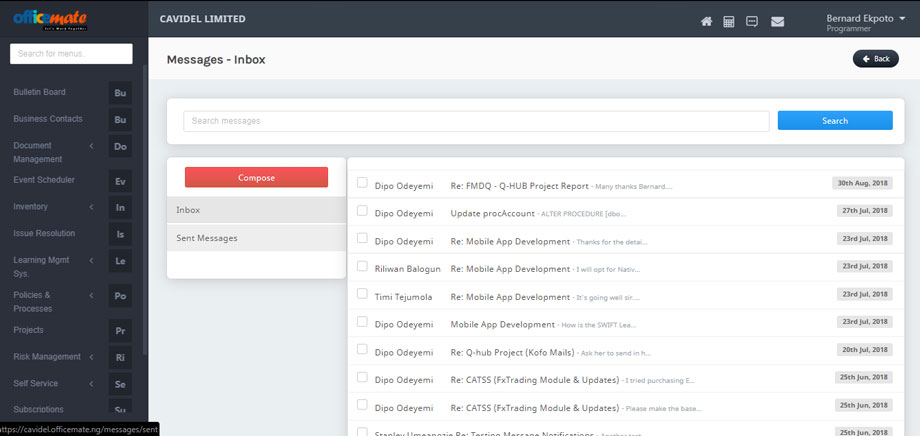 officemate
Let's Work Together
CAVIDEL LIMITED
Bernard Ekpoto
Programmer
Search for menus..
Messages - Inbox
Back
Bulletin Board Bu
Business Contacts Bu
Document
Management Do
Event Scheduler Ev
Inventory In
Issue Resolution Is
Learning Mgmt
Sys. Le
Policies &
Processes Po
Projects Pr
Risk Management Ri
Self Service Se
Subscriptions Su
https://cavidel.officemate.ng/messages/sent
Search messages
Search
Compose
Inbox
Sent Messages
Dipo Odeyemi Re: FMDQ - Q-HUB Project Report - Many thanks Bernard.... 30th Aug, 2018
Dipo Odeyemi Update procAccount - ALTER PROCEDURE [dbo... 27th Jul, 2018
Dipo Odeyemi Re: Mobile App Development - Thanks for the detai... 23rd Jul, 2018
Riliwan Balogun Re: Mobile App Development - I will opt for Nativ... 23rd Jul, 2018
Timi Tejumola Re: Mobile App Development - It's going well sir.... 23rd Jul, 2018
Dipo Odeyemi Mobile App Development - How is the SWIFT Lea... 23rd Jul, 2018
Dipo Odeyemi Re: Q-hub Project (Kofo Mails) - Ask her to send in h... 20th Jul, 2018
Dipo Odeyemi Re: CATSS (FxTrading Module & Updates) - I tried purchasing E... 25th Jun, 2018
Dipo Odeyemi Re: CATSS (FxTrading Module & Updates) - Please make the base... 25th Jun, 2018
Stanley Umeanozie Re: Testing Message Notifications - Another test 25th Jun, 2018